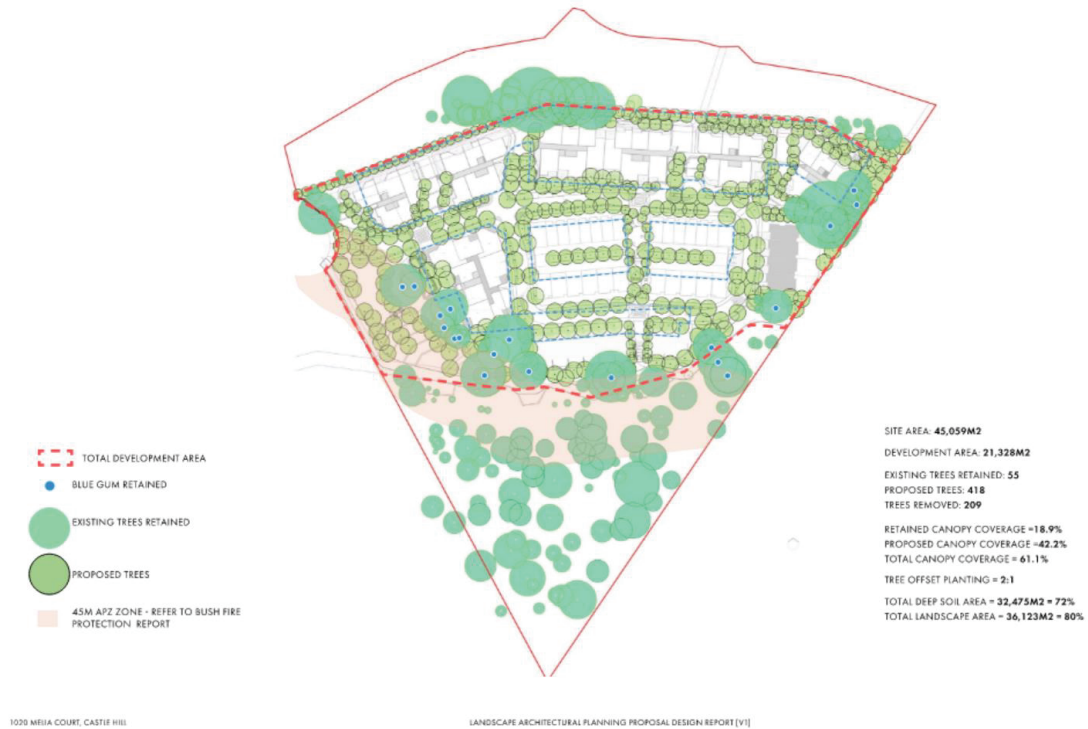 TOTAL DEVELOPMENT AREA
BLUE GUM RETAINED
EXISTING TREES RETAINED
PROPOSED TREES
45M APZ ZONE - REFER TO BUSH FIRE
PROTECTION REPORT
SITE AREA: 45,059M2
DEVELOPMENT AREA: 21,328M2
EXISTING TREES RETAINED: 55
PROPOSED TREES: 418
TREES REMOVED: 209
RETAINED CANOPY COVERAGE =18.9%
PROPOSED CANOPY COVERAGE =42.2%
TOTAL CANOPY COVERAGE = 61.1%
TREE OFFSET PLANTING = 2:1
TOTAL DEEP SOIL AREA = 32,475M2 = 72%
TOTAL LANDSCAPE AREA = 36,123M2 = 80%
1020 MELIA COURT, CASTLE HILL
LANDSCAPE ARCHITECTURAL PLANNING PROPOSAL DESIGN REPORT [V1]